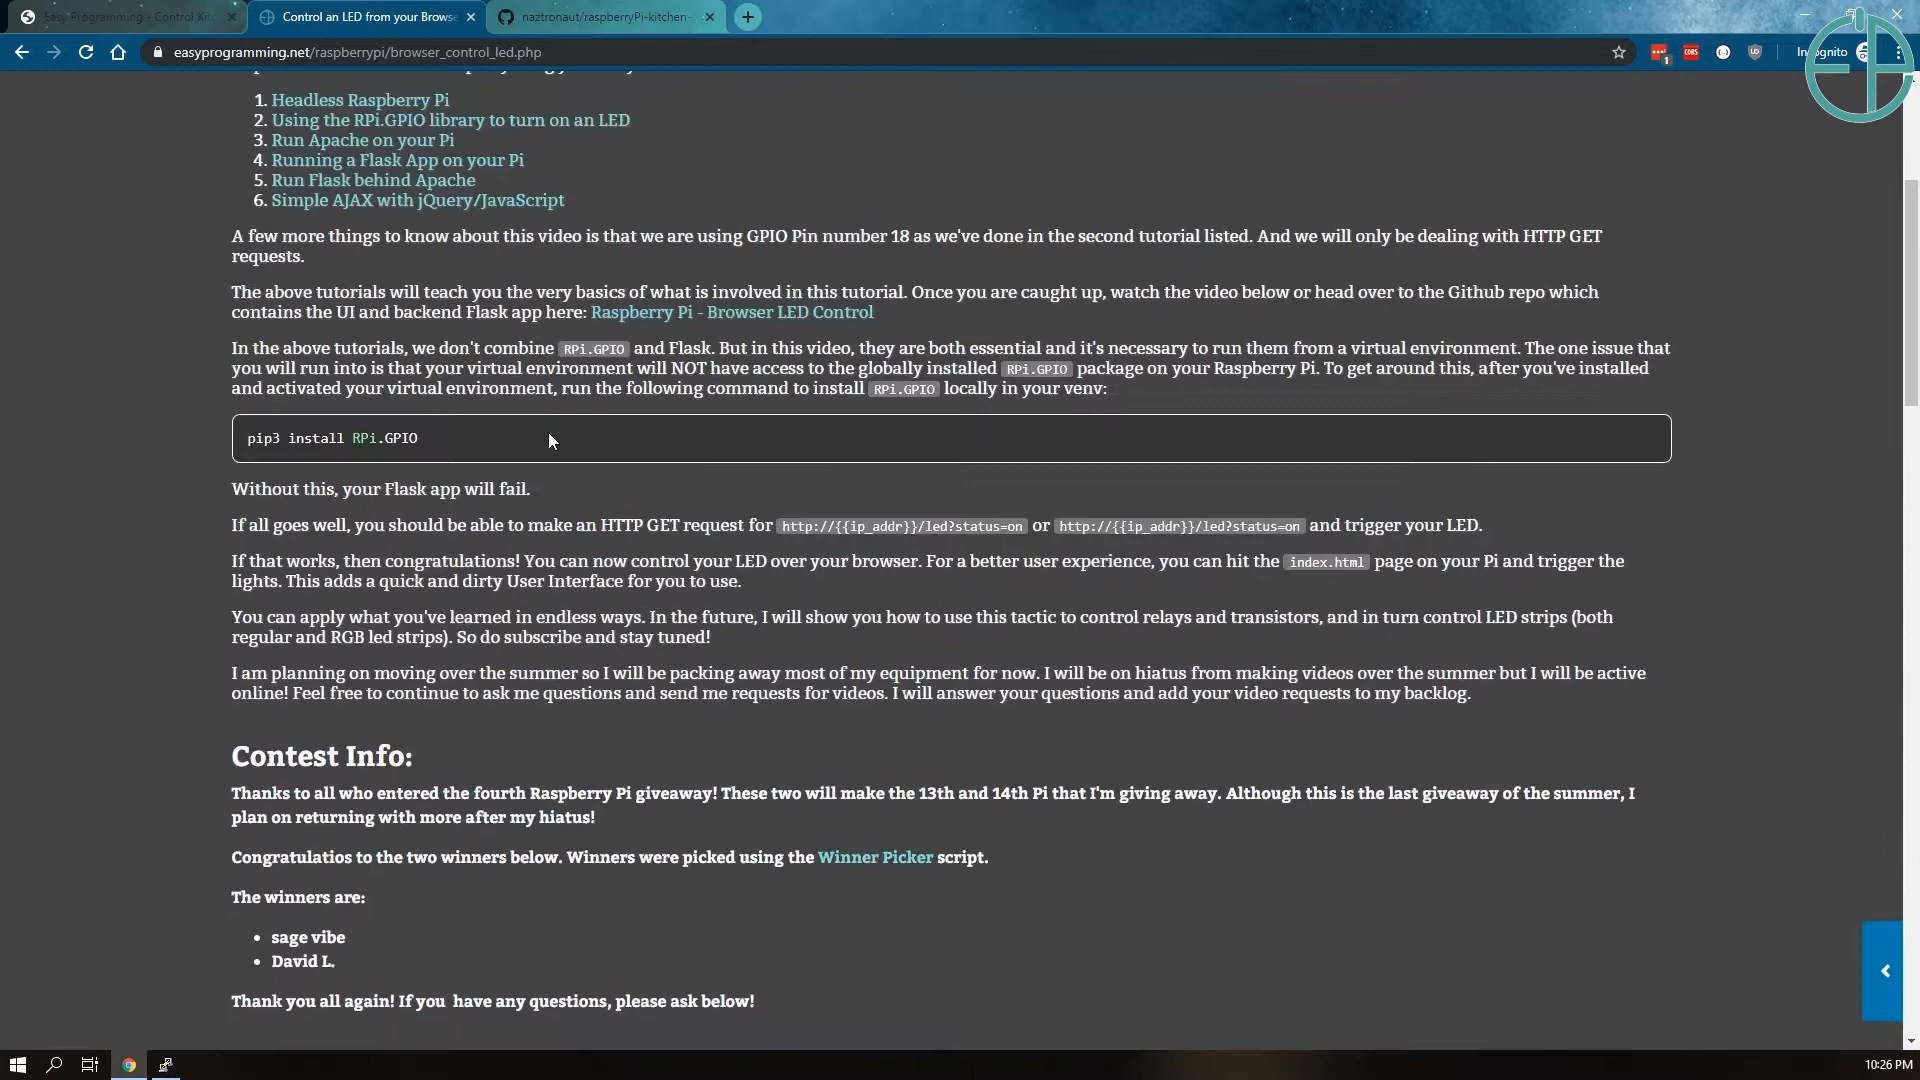 Easy Programming - Control Kit
Control an LED from your Browse
naztronaut/raspberryPi-kitchen-
easyprogramming.net/raspberrypi/browser_control_led.php
1
CORS
Incognito
1. Headless Raspberry Pi
2. Using the RPi.GPIO library to turn on an LED
3. Run Apache on your Pi
4. Running a Flask App on your Pi
5. Run Flask behind Apache
6. Simple AJAX with jQuery/JavaScript
A few more things to know about this video is that we are using GPIO Pin number 18 as we've done in the second tutorial listed. And we will only be dealing with HTTP GET
requests.
The above tutorials will teach you the very basics of what is involved in this tutorial. Once you are caught up, watch the video below or head over to the Github repo which
contains the UI and backend Flask app here: Raspberry Pi - Browser LED Control
In the above tutorials, we don't combine RPi.GPIO and Flask. But in this video, they are both essential and it's necessary to run them from a virtual environment. The one issue that
you will run into is that your virtual environment will NOT have access to the globally installed RPi.GPIO package on your Raspberry Pi. To get around this, after you've installed
and activated your virtual environment, run the following command to install RPi.GPIO locally in your venv:
pip3 install RPi.GPIO
Without this, your Flask app will fail.
If all goes well, you should be able to make an HTTP GET request for http://{{ip_addr}}/led?status=on or http://{{ip_addr}}/led?status=on and trigger your LED.
If that works, then congratulations! You can now control your LED over your browser. For a better user experience, you can hit the index.html page on your Pi and trigger the
lights. This adds a quick and dirty User Interface for you to use.
You can apply what you've learned in endless ways. In the future, I will show you how to use this tactic to control relays and transistors, and in turn control LED strips (both
regular and RGB led strips). So do subscribe and stay tuned!
I am planning on moving over the summer so I will be packing away most of my equipment for now. I will be on hiatus from making videos over the summer but I will be active
online! Feel free to continue to ask me questions and send me requests for videos. I will answer your questions and add your video requests to my backlog.
Contest Info:
Thanks to all who entered the fourth Raspberry Pi giveaway! These two will make the 13th and 14th Pi that I'm giving away. Although this is the last giveaway of the summer, I
plan on returning with more after my hiatus!
Congratulatios to the two winners below. Winners were picked using the Winner Picker script.
The winners are:
• sage vibe
• David L.
Thank you all again! If you have any questions, please ask below!
10:26 PM